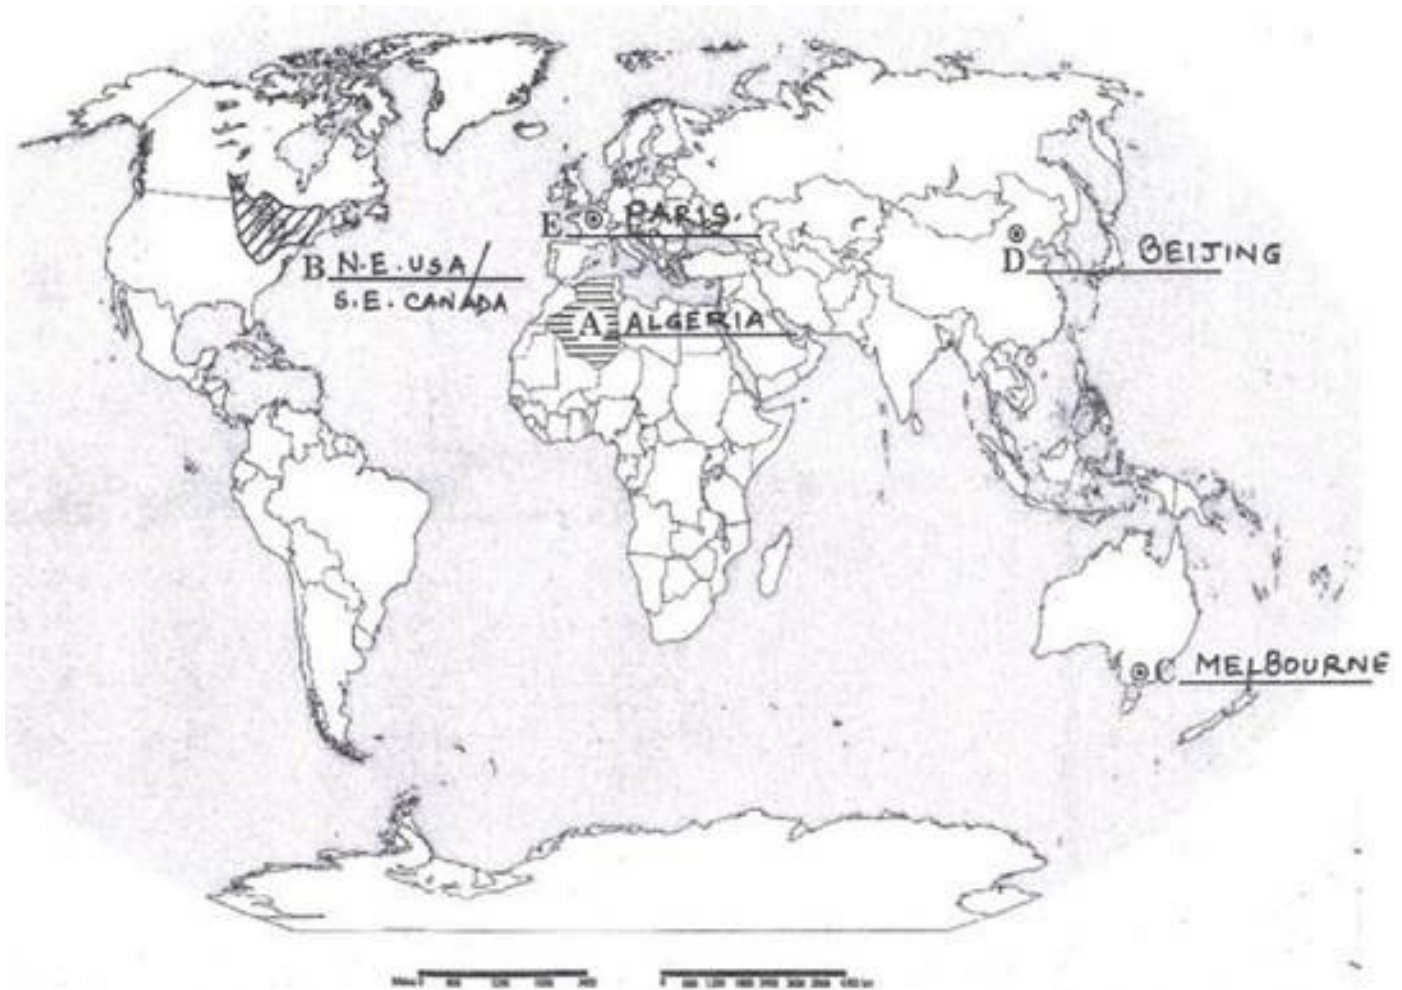 E PARIS.
D BEIJING
B N.E. USA /
S.E. CANADA
A ALGERIA
C MELBOURNE